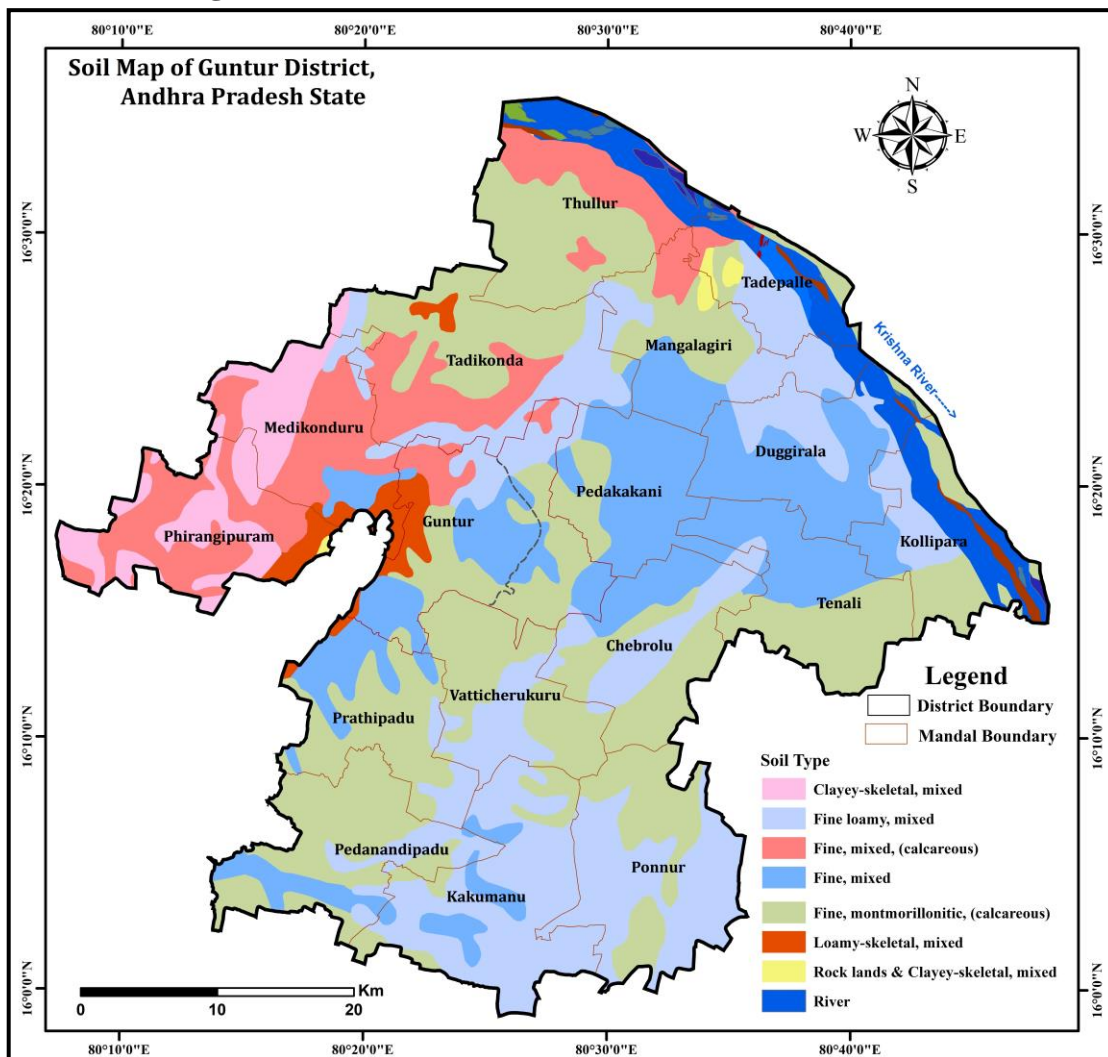 80°10'0"E
80°20'0"E
80°30'0"E
80°40'0"E
Soil Map of Guntur District,
Andhra Pradesh State
N
W
E
S
16°30'0"N
16°30'0"N
Thullur
Tadepalle
Mangalagiri
Tadikonda
Krishna River----->
Medikonduru
Duggirala
16°20'0"N
16°20'0"N
Pedakakani
Guntur
Phirangipuram
Kollipara
Tenali
Chebrolu
Vatticherukuru
Prathipadu
16°10'0"N
16°10'0"N
Legend
District Boundary
Mandal Boundary
Soil Type
Clayey-skeletal, mixed
Fine loamy, mixed
Fine, mixed, (calcareous)
Fine, mixed
Fine, montmorillonitic, (calcareous)
Loamy-skeletal, mixed
Rock lands & Clayey-skeletal, mixed
River
Pedanandipadu
Ponnur
Kakumanu
16°0'0"N
16°0'0"N
Km
0
10
20
80°10'0"E
80°20'0"E
80°30'0"E
80°40'0"E